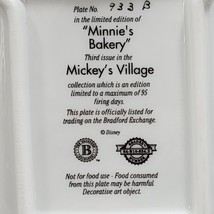 Plate No. 933 B
in the limited edition of
"Minnie's
Bakery"
Third issue in the
Mickey's Village
collection which is an edition
limited to a maximum of 95
firing days.
This plate is officially listed for
trading on the Bradford Exchange.
© Disney
B
Not for food use - Food consumed
from this plate may be harmful.
Decorative art object.